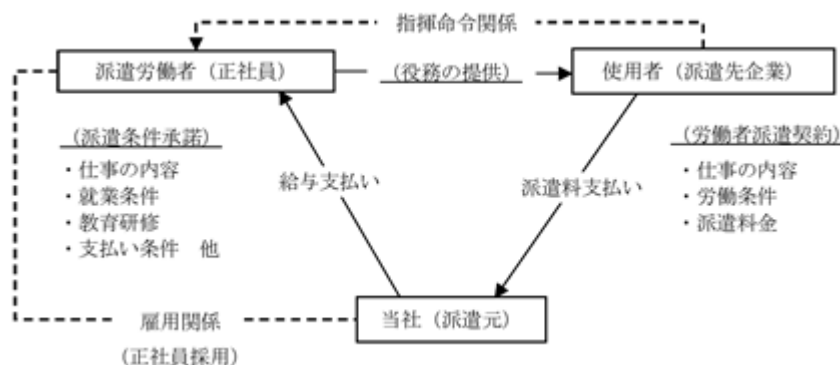 指揮命令関係
派遣労働者（正社員）
（役務の提供）
使用者（派遣先企業）
（派遣条件承諾）
・仕事の内容
・就業条件
・教育研修
・支払い条件　他
給与支払い
派遣料支払い
（労働者派遣契約）
・仕事の内容
・労働条件
・派遣料金
当社（派遣元）
雇用関係
（正社員採用）